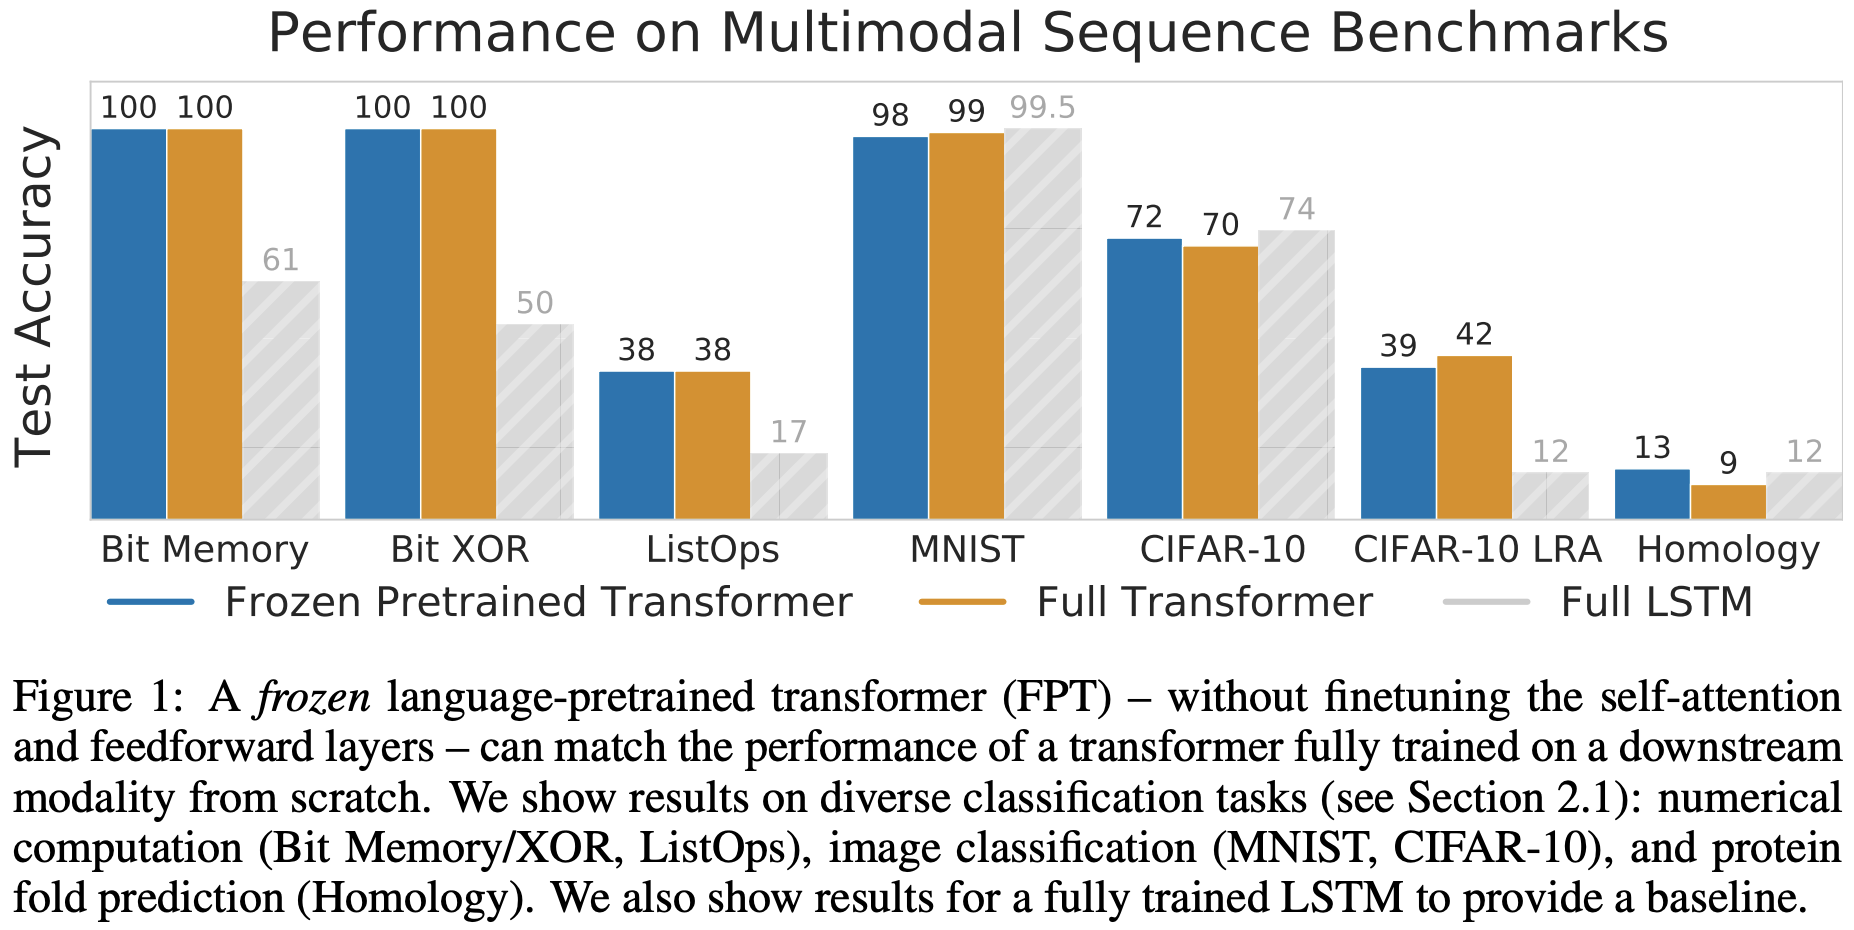 Performance on Multimodal Sequence Benchmarks
Test Accuracy
100 100 61
100 100 50
38 38 17
98 99 99.5
72 70 74
39 42 12
13 9 12
Bit Memory Bit XOR ListOps MNIST CIFAR-10 CIFAR-10 LRA Homology
Frozen Pretrained Transformer Full Transformer Full LSTM
Figure 1: A frozen language-pretrained transformer (FPT) – without finetuning the self-attention
and feedforward layers – can match the performance of a transformer fully trained on a downstream
modality from scratch. We show results on diverse classification tasks (see Section 2.1): numerical
computation (Bit Memory/XOR, ListOps), image classification (MNIST, CIFAR-10), and protein
fold prediction (Homology). We also show results for a fully trained LSTM to provide a baseline.